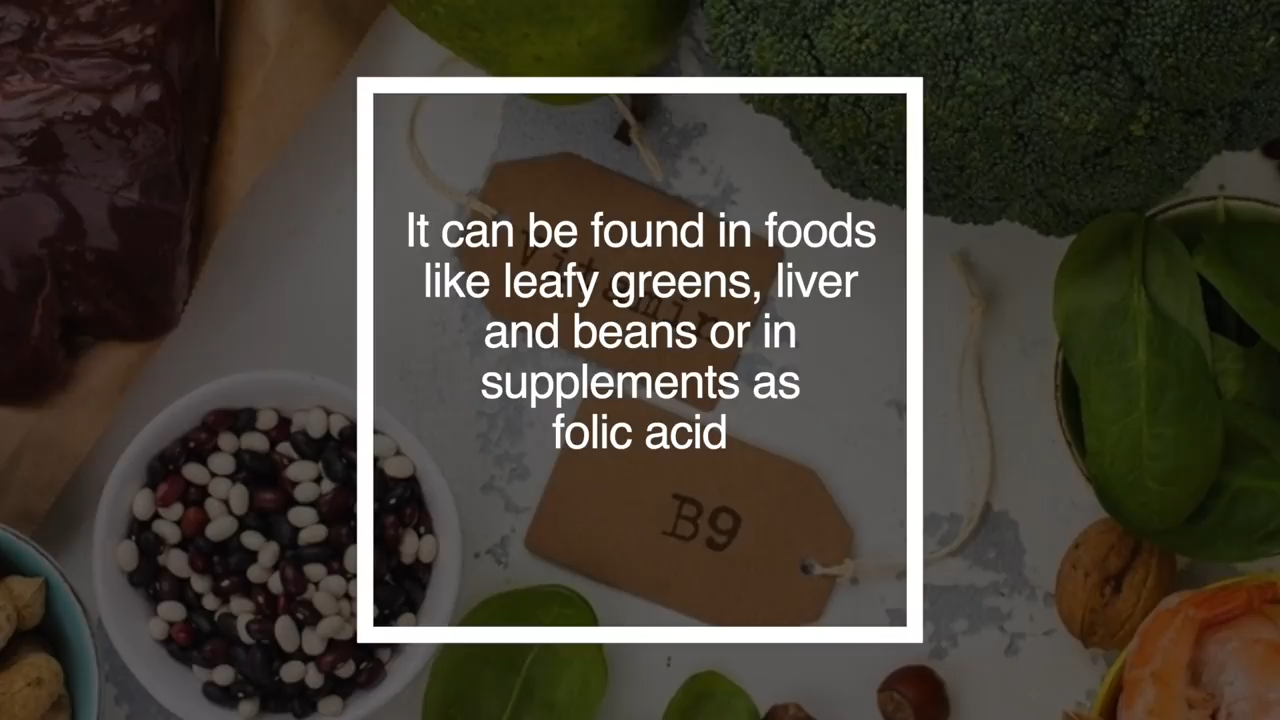 It can be found in foods
like leafy greens, liver
and beans or in
supplements as
folic acid
Vitamin
B9